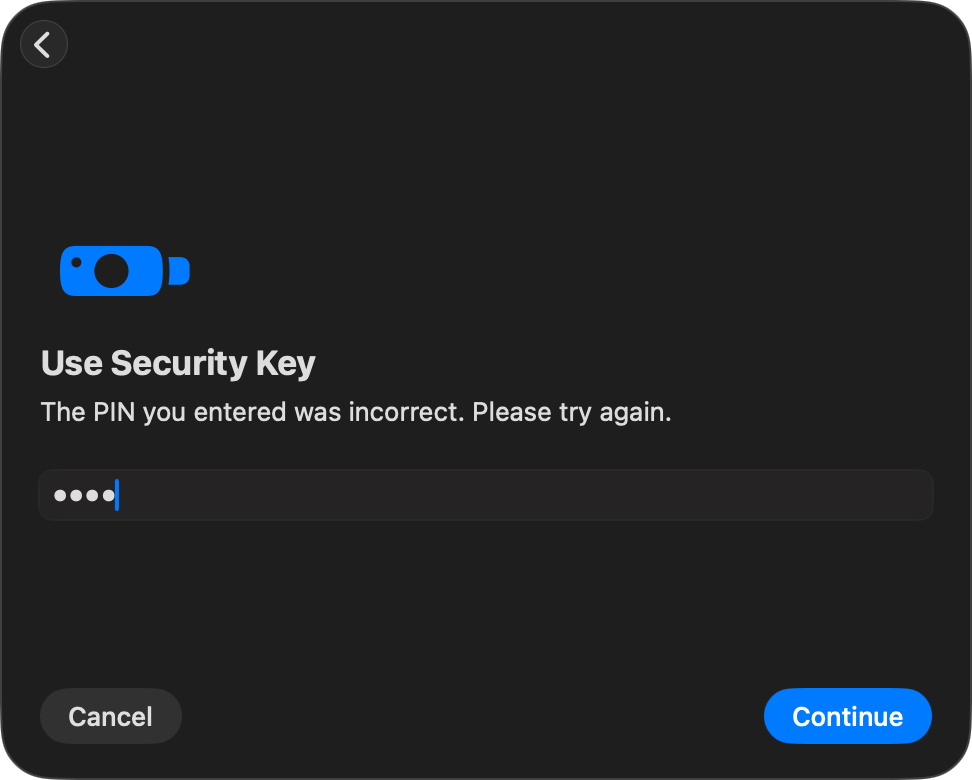 Use Security Key
The PIN you entered was incorrect. Please try again.
••••
Cancel
Continue